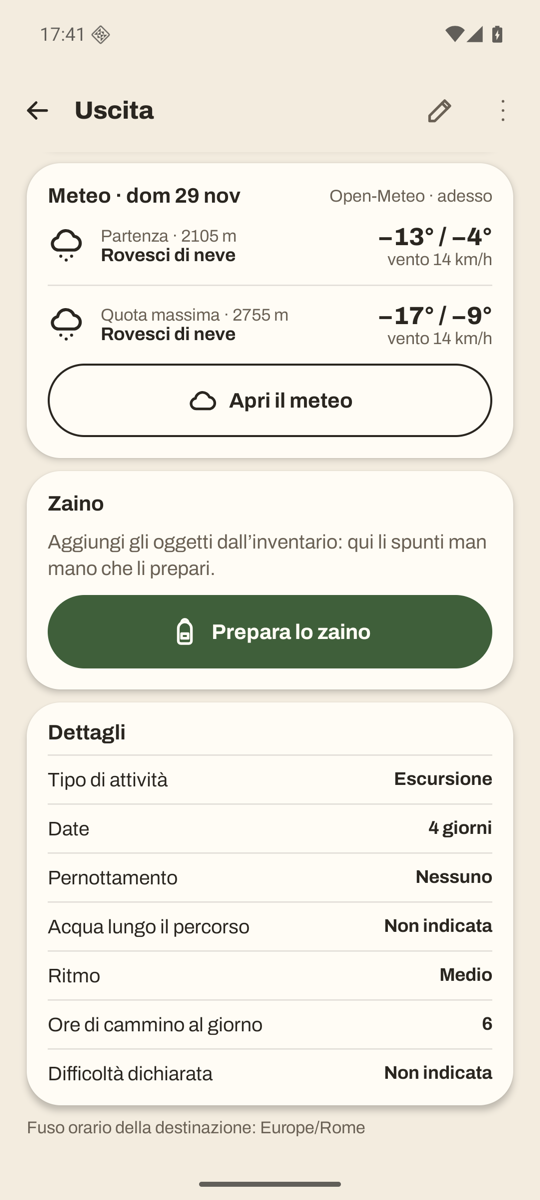 17:41
Uscita
Meteo · dom 29 nov
Open-Meteo · adesso
Partenza · 2105 m
Rovesci di neve
−13° / −4°
vento 14 km/h
Quota massima · 2755 m
Rovesci di neve
−17° / −9°
vento 14 km/h
Apri il meteo
Zaino
Aggiungi gli oggetti dall’inventario: qui li spunti man
mano che li prepari.
Prepara lo zaino
Dettagli
Tipo di attività
Escursione
Date
4 giorni
Pernottamento
Nessuno
Acqua lungo il percorso
Non indicata
Ritmo
Medio
Ore di cammino al giorno
6
Difficoltà dichiarata
Non indicata
Fuso orario della destinazione: Europe/Rome